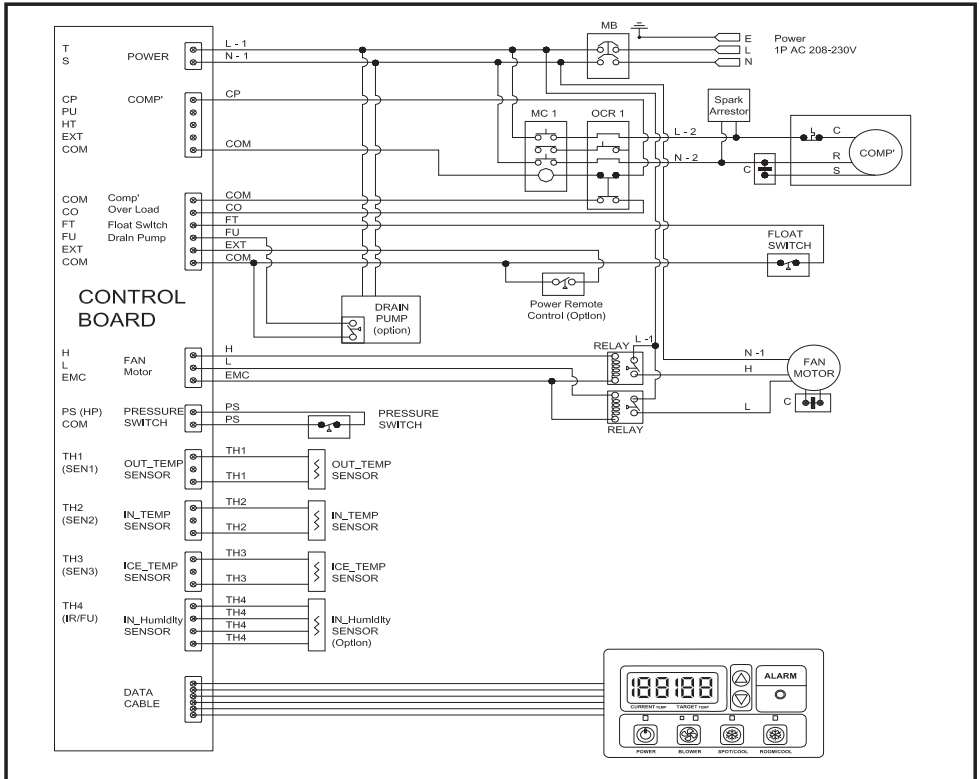 MB
E
Power
T
L - 1
L
1P AC 208-230V
S
POWER
N - 1
N
CP
COMP'
CP
PU
HT
EXT
COM
COM
MC 1
OCR 1
Spark
Arrestor
L - 2
C
N - 2
R
COMP'
C
S
COM
Comp'
COM
CO
Over Load
CO
FT
Float Switch
FT
FU
Drain Pump
FU
EXT
EXT
COM
COM
FLOAT
SWITCH
CONTROL
BOARD
DRAIN
PUMP
(option)
Power Remote
Control (Option)
RELAY
L -1
H
FAN
H
L
Motor
L
EMC
EMC
N -1
H
FAN
MOTOR
L
C
RELAY
PS (HP)
PRESSURE
PS
COM
SWITCH
PS
PRESSURE
SWITCH
TH1
(SEN1)
OUT_TEMP
SENSOR
TH1
TH1
OUT_TEMP
SENSOR
TH2
(SEN2)
IN_TEMP
SENSOR
TH2
TH2
IN_TEMP
SENSOR
TH3
(SEN3)
ICE_TEMP
SENSOR
TH3
TH3
ICE_TEMP
SENSOR
TH4
(IR/FU)
IN_Humidity
SENSOR
TH4
TH4
TH4
TH4
IN_Humidity
SENSOR
(Option)
DATA
CABLE
188188
CURRENT TEMP
TARGET TEMP
ALARM
POWER
BLOWER
SPOT/COOL
ROOM/COOL